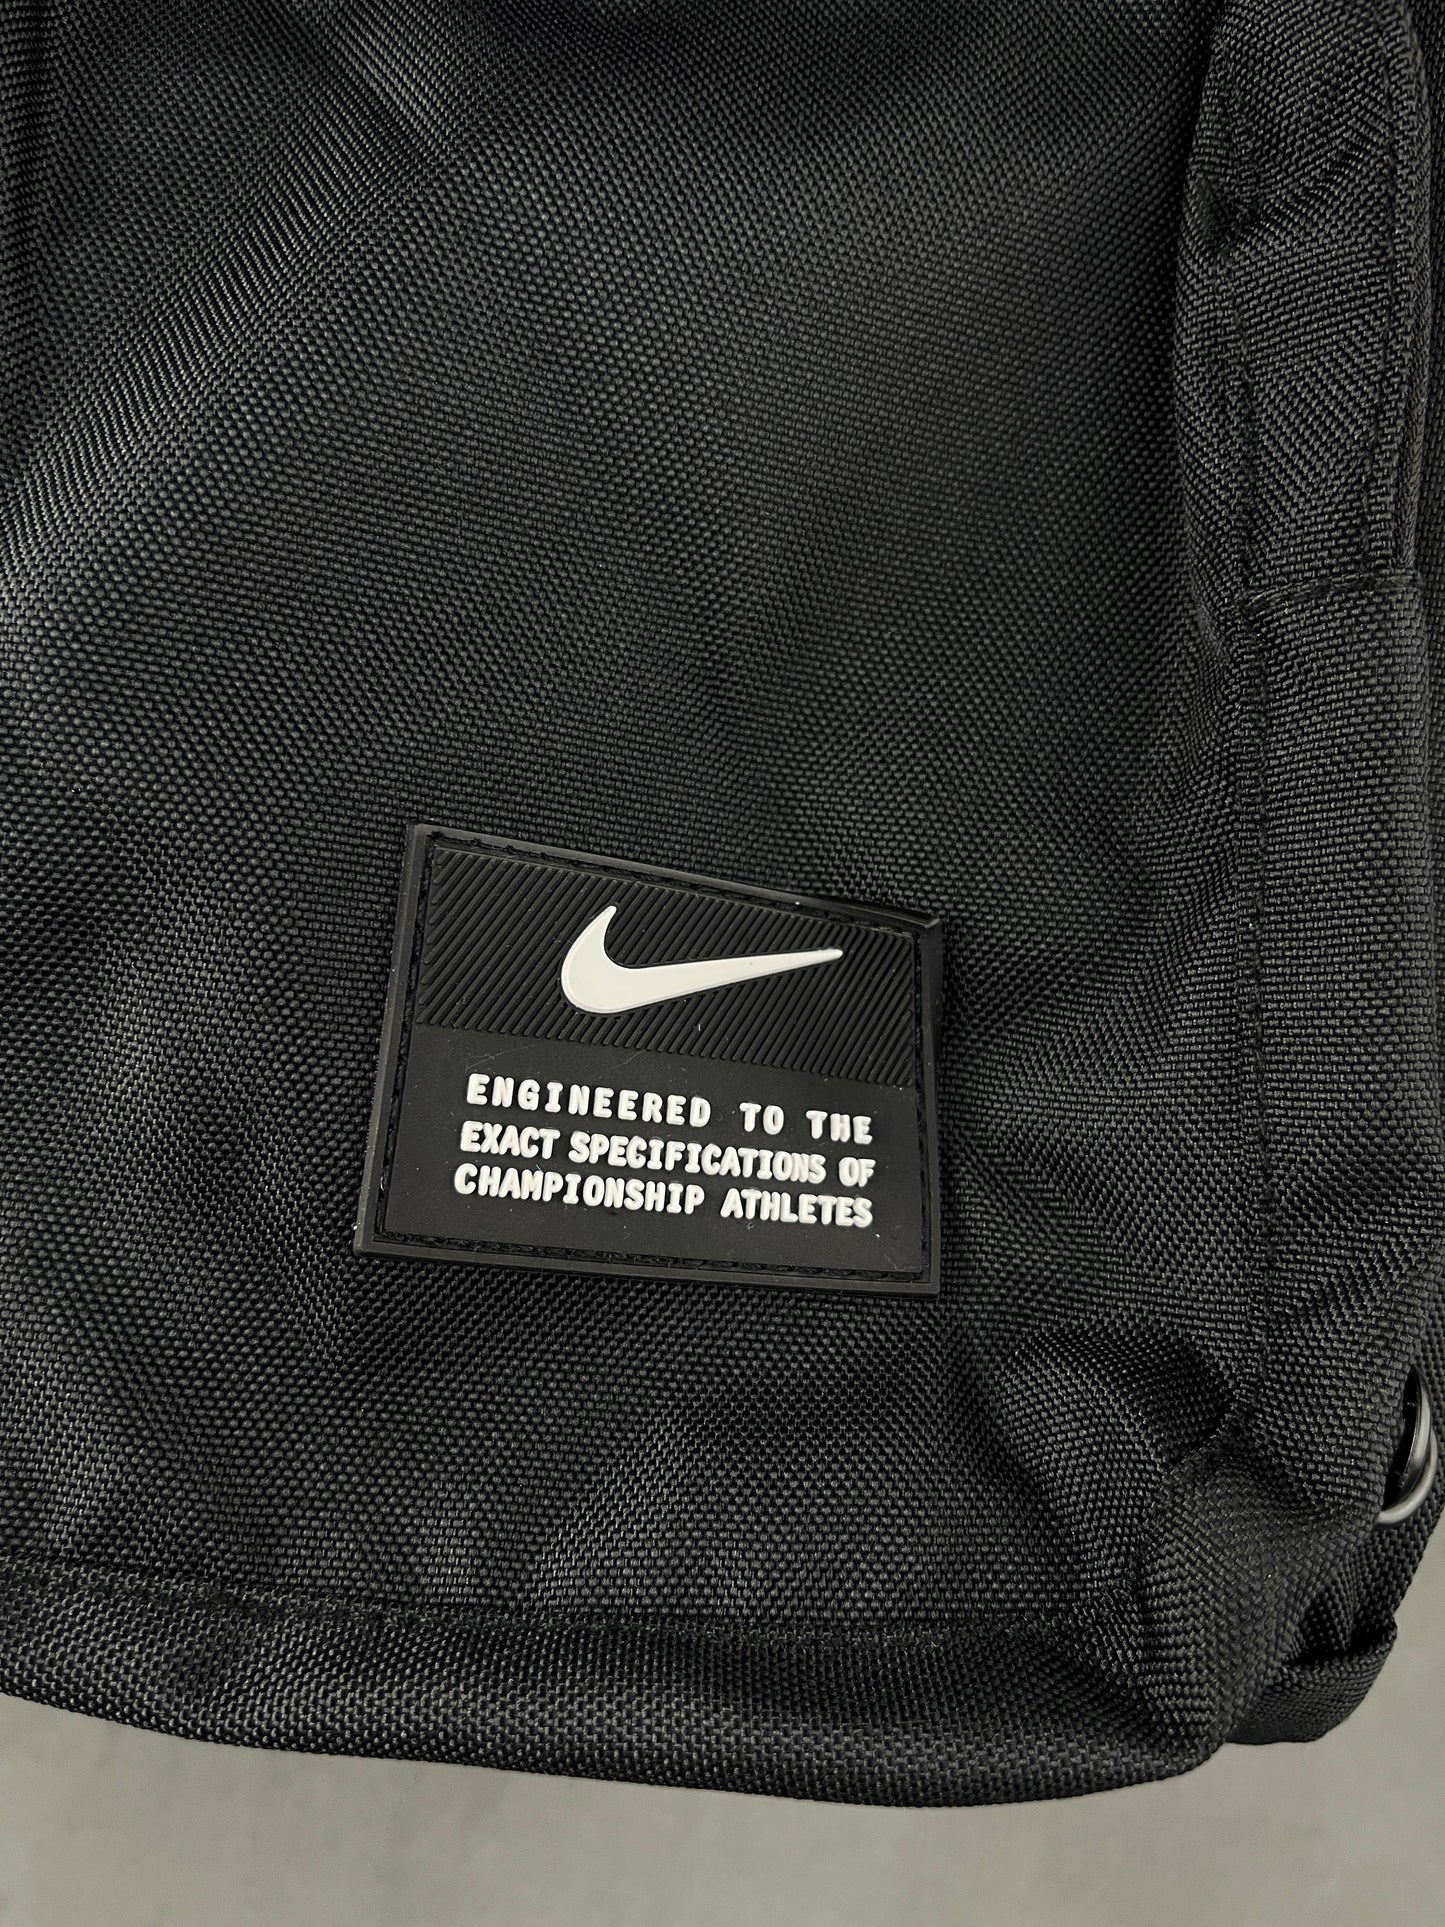 ENGINEERED TO THE
EXACT SPECIFICATIONS OF
CHAMPIONSHIP ATHLETES